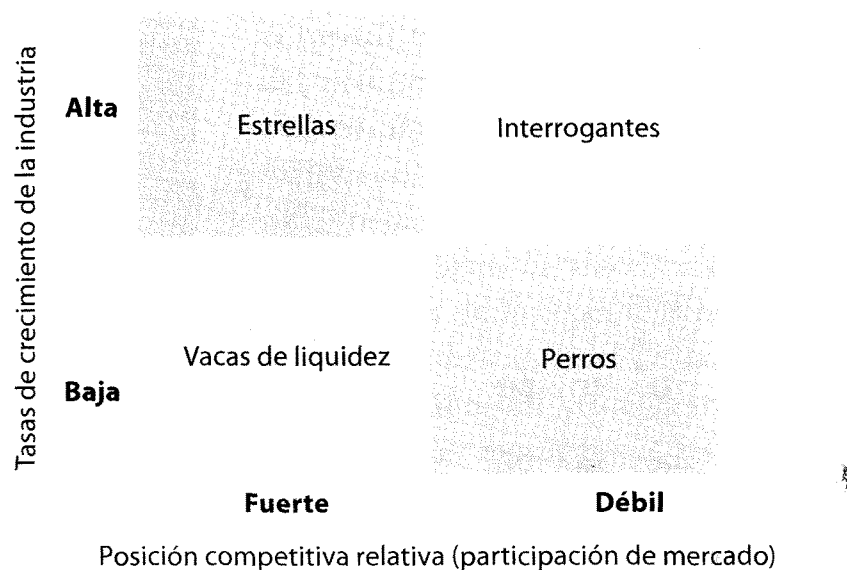 Tasas de crecimiento de la industria
Alta
Estrellas
Interrogantes
Baja
Vacas de liquidez
Perros
Fuerte
Débil
Posición competitiva relativa (participación de mercado)